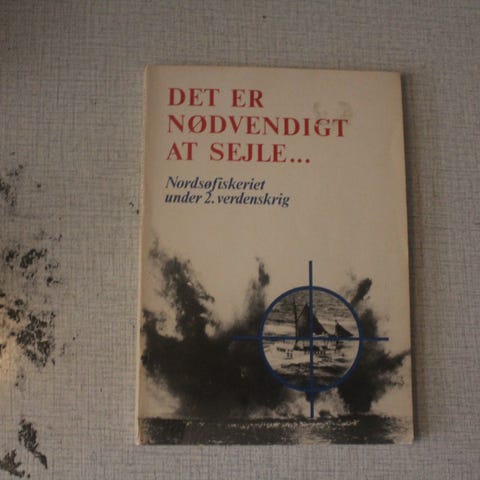 DET ER
NØDVENDIGT
AT SEJLE...
Nordsøfiskeriet
under 2. verdenskrig